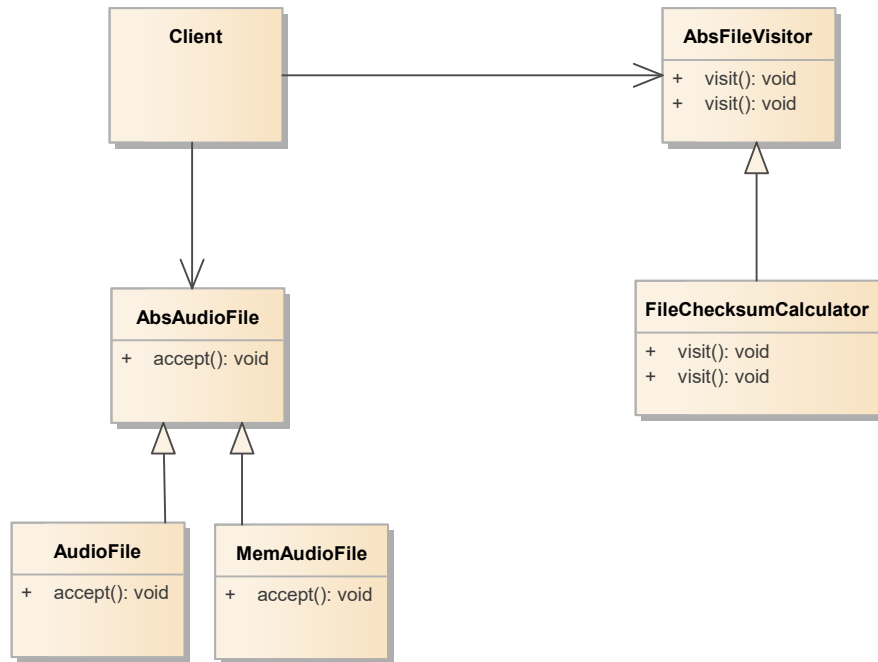 Client
AbsFileVisitor
+ visit(): void
+ visit(): void
AbsAudioFile
+ accept(): void
FileChecksumCalculator
+ visit(): void
+ visit(): void
AudioFile
+ accept(): void
MemAudioFile
+ accept(): void